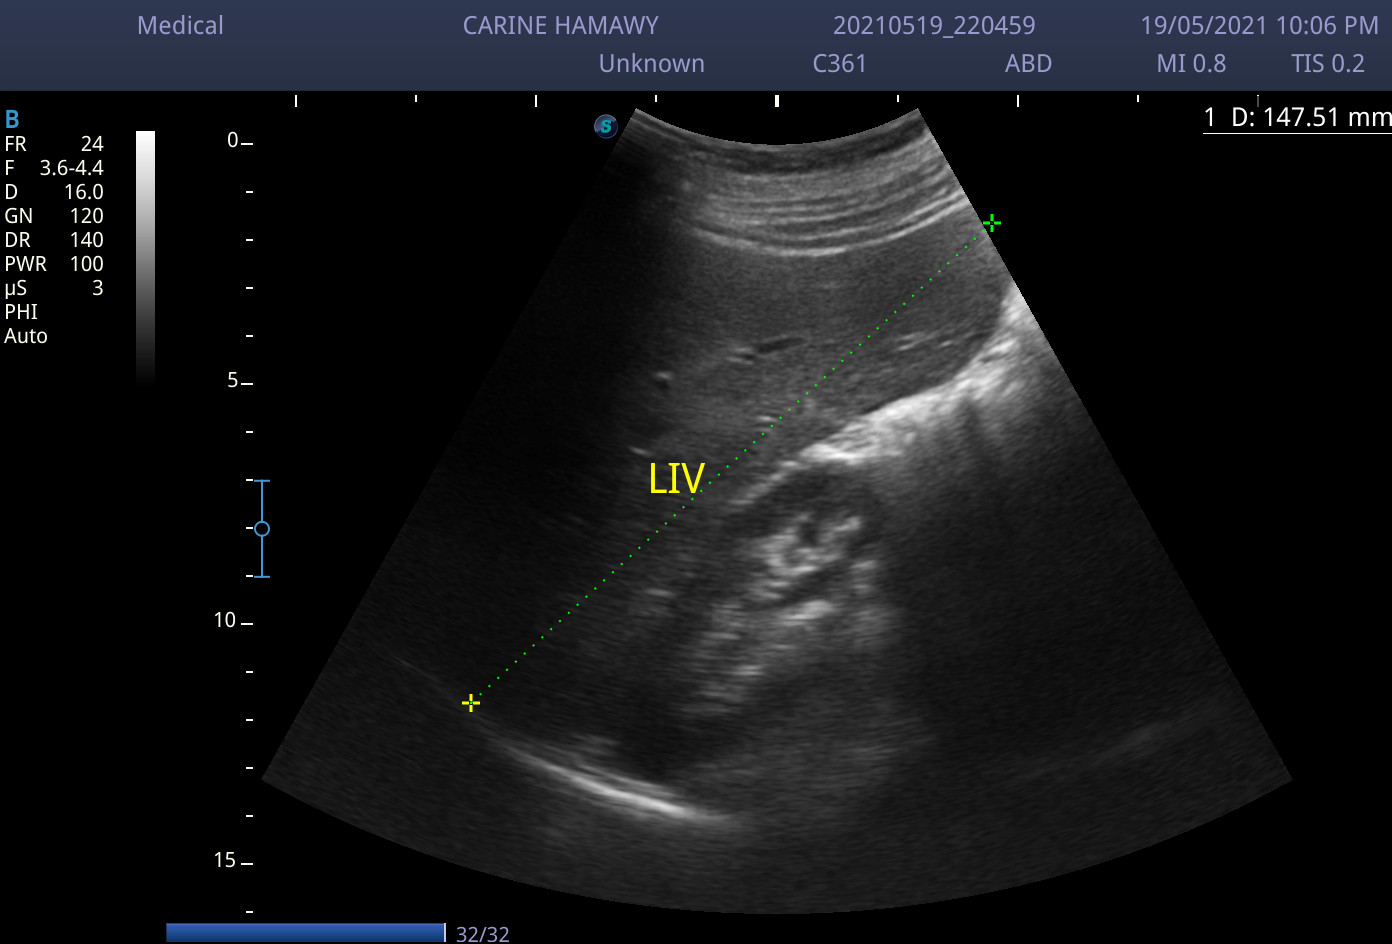 Medical CARINE HAMAWY 20210519_220459 19/05/2021 10:06 PM
Unknown C361 ABD MI 0.8 TIS 0.2
1 D: 147.51 mm
B
FR 24
F 3.6-4.4
D 16.0
GN 120
DR 140
PWR 100
µS 3
PHI
Auto
S
0
5
LIV
10
15
32/32